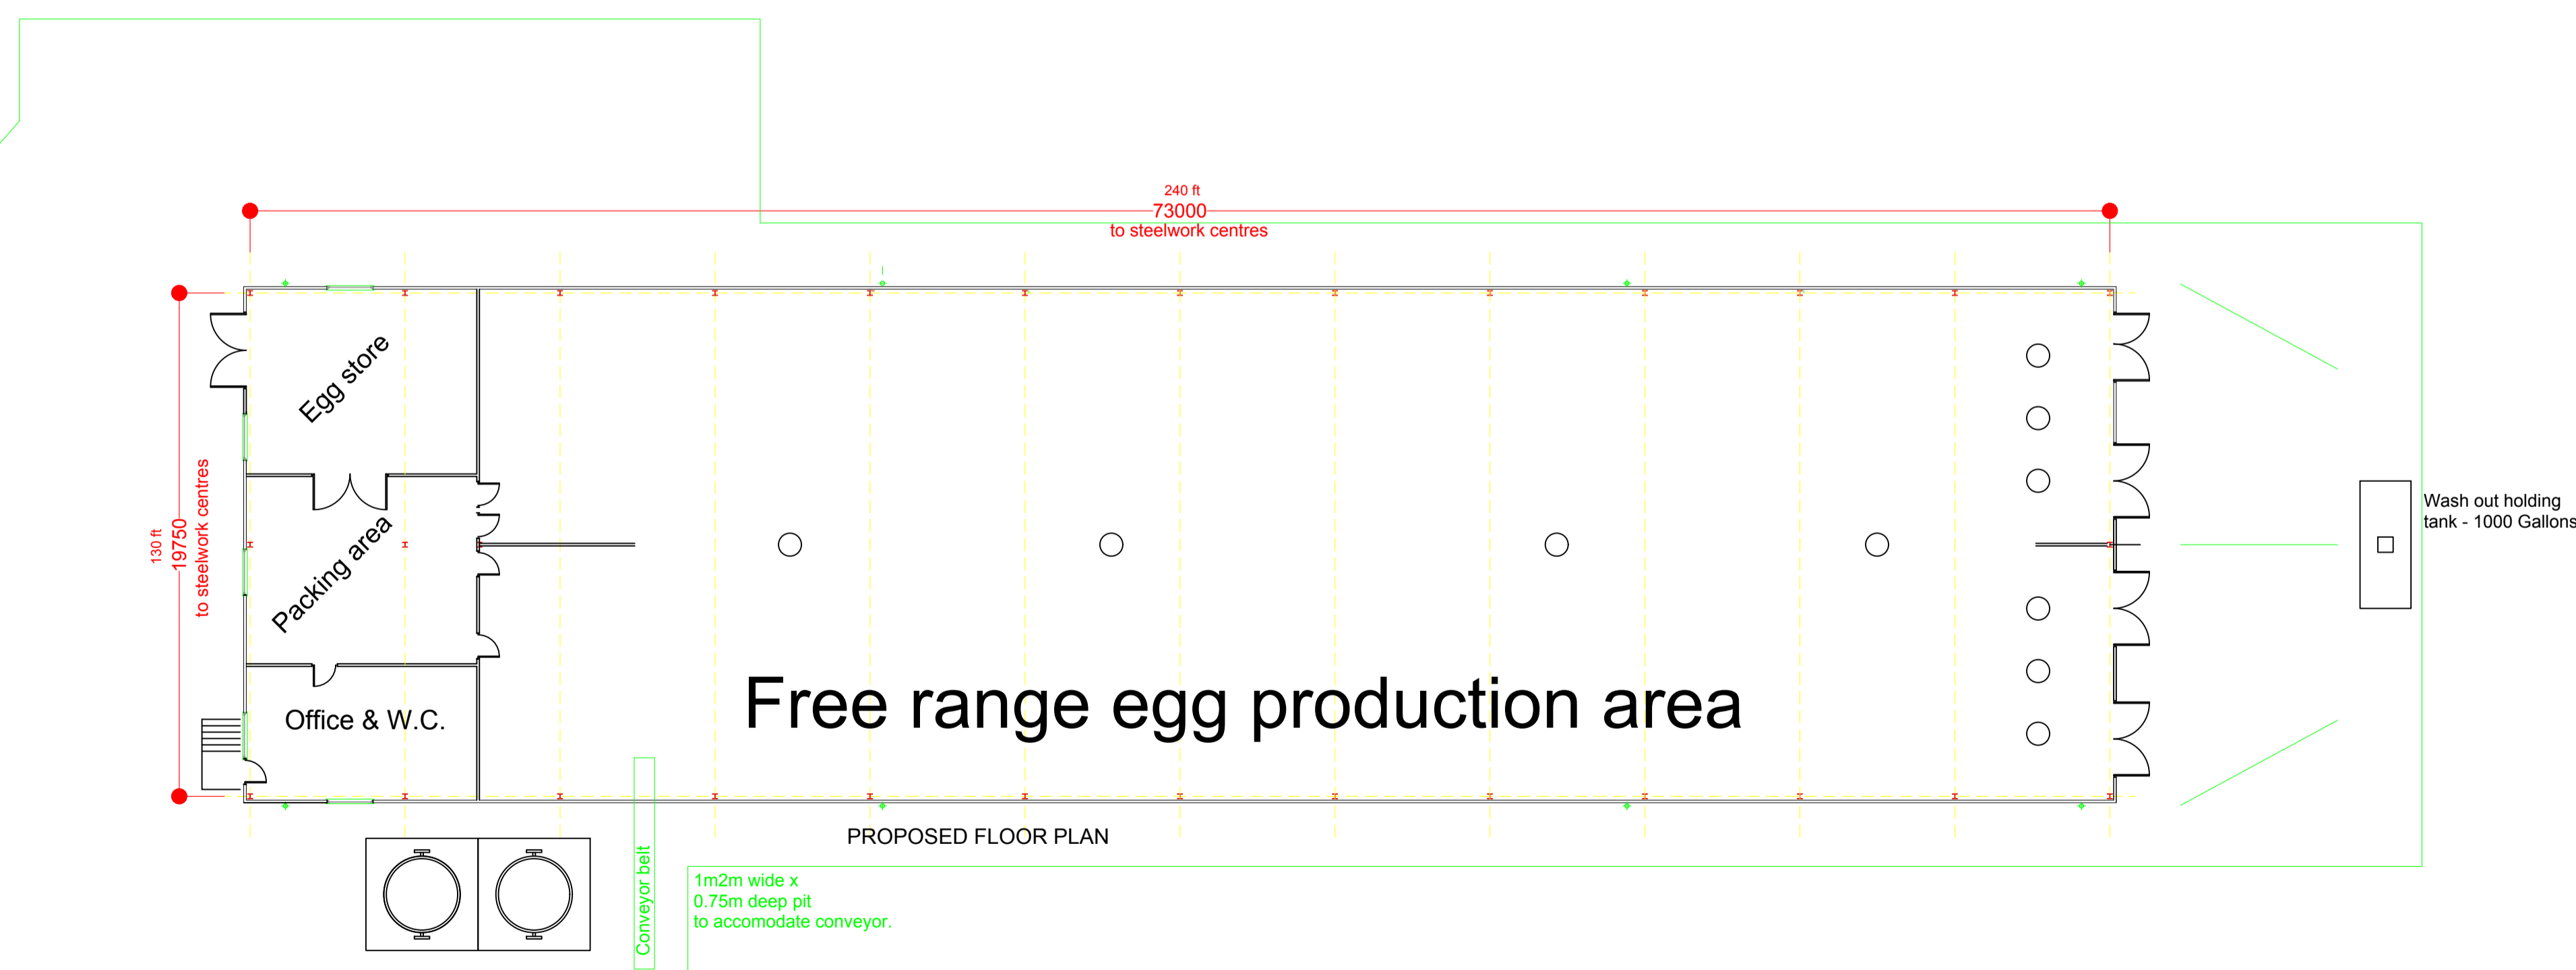 240 ft
73000
to steelwork centres
130 ft
19750
to steelwork centres
Egg store
Packing area
Office & W.C.
Free range egg production area
Wash out holding
tank - 1000 Gallons
PROPOSED FLOOR PLAN
Conveyor belt
1m2m wide x
0.75m deep pit
to accomodate conveyor.